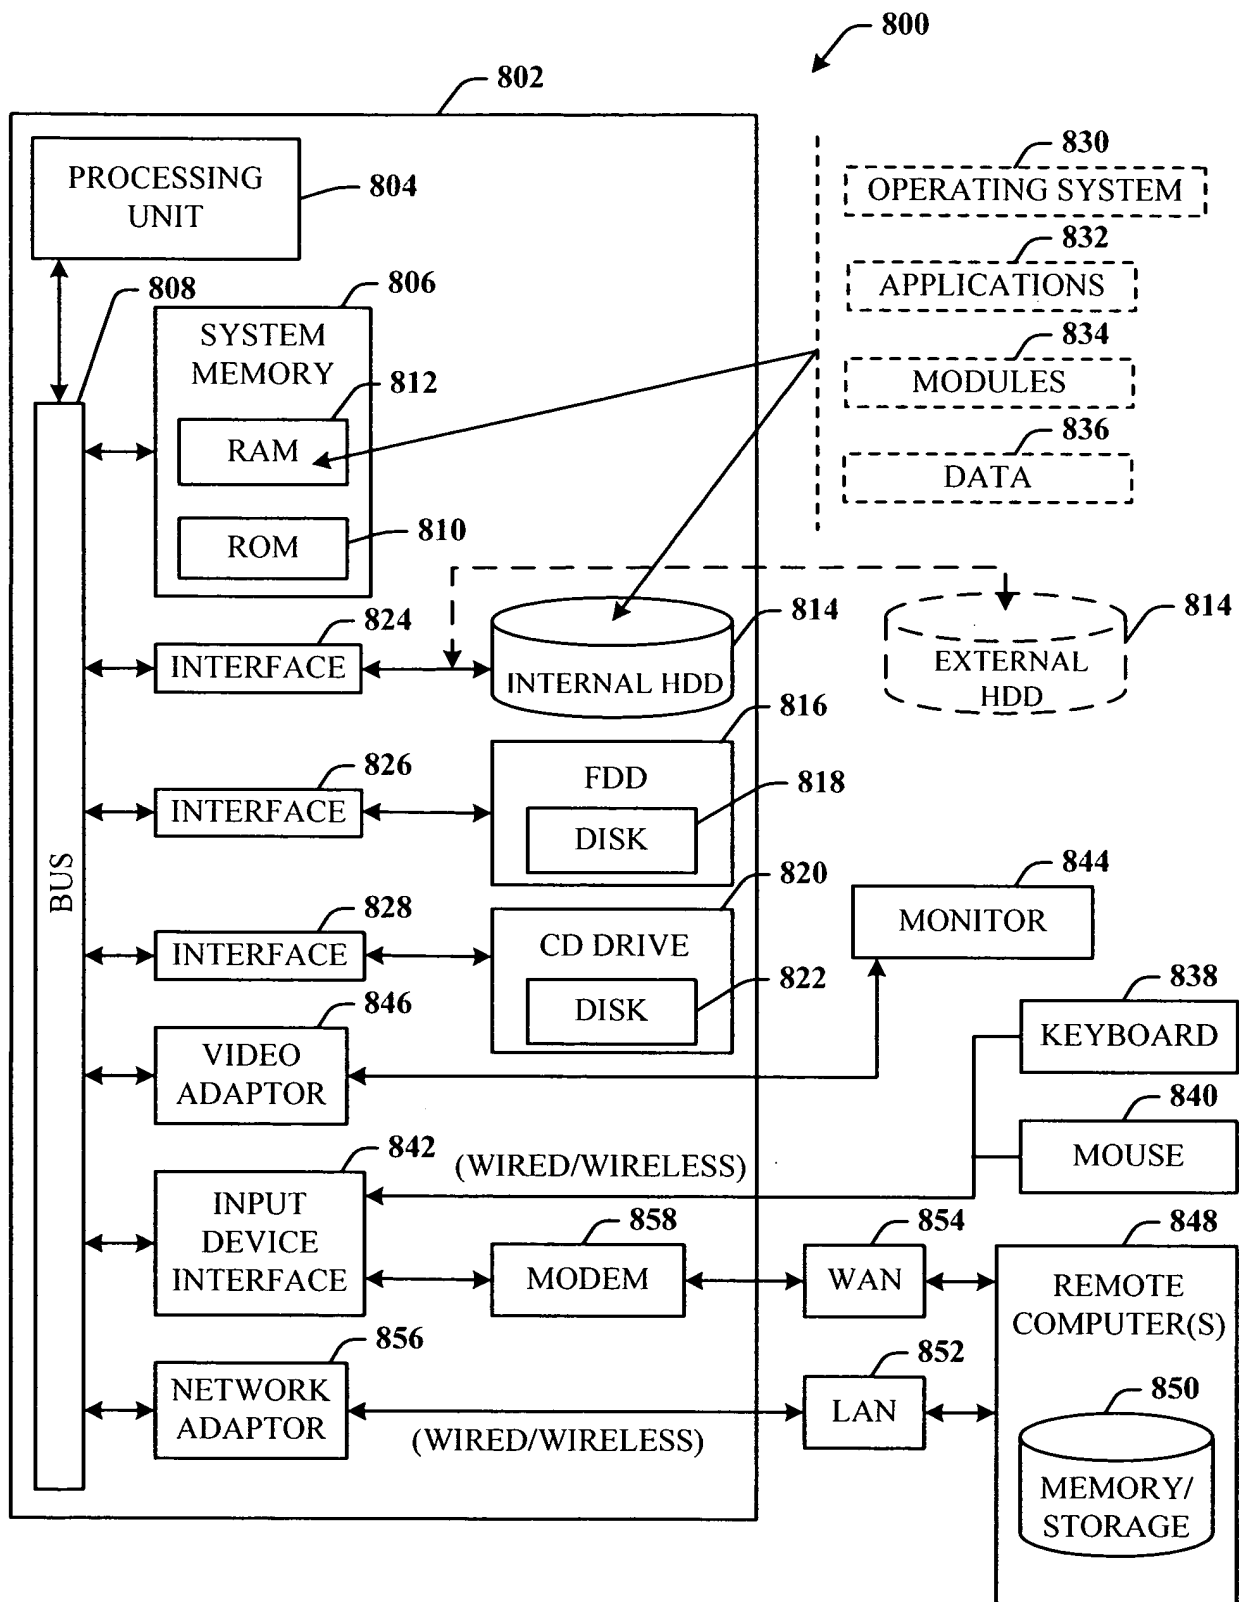 800
802
PROCESSING
UNIT
804
830
OPERATING SYSTEM
832
APPLICATIONS
834
MODULES
836
DATA
808
806
SYSTEM
MEMORY
812
RAM
810
ROM
824
INTERFACE
814
INTERNAL HDD
814
EXTERNAL
HDD
826
INTERFACE
816
FDD
818
DISK
BUS
828
INTERFACE
820
CD DRIVE
822
DISK
844
MONITOR
838
KEYBOARD
846
VIDEO
ADAPTOR
840
MOUSE
842
INPUT
DEVICE
INTERFACE
(WIRED/WIRELESS)
858
MODEM
854
WAN
848
REMOTE
COMPUTER(S)
856
NETWORK
ADAPTOR
(WIRED/WIRELESS)
852
LAN
850
MEMORY/
STORAGE